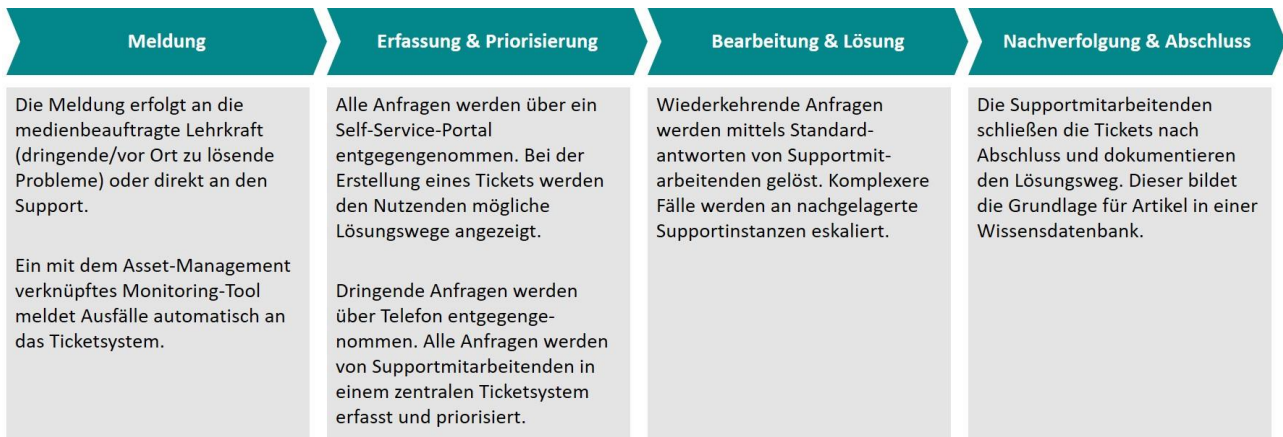 Meldung
Erfassung & Priorisierung
Bearbeitung & Lösung
Nachverfolgung & Abschluss
Die Meldung erfolgt an die
medienbeauftragte Lehrkraft
(dringende/vor Ort zu lösende
Probleme) oder direkt an den
Support.
Ein mit dem Asset-Management
verknüpftes Monitoring-Tool
meldet Ausfälle automatisch an
das Ticketsystem.
Alle Anfragen werden über ein
Self-Service-Portal
entgegengenommen. Bei der
Erstellung eines Tickets werden
den Nutzenden mögliche
Lösungswege angezeigt.
Dringende Anfragen werden
über Telefon entgegenge-
nommen. Alle Anfragen werden
von Supportmitarbeitenden in
einem zentralen Ticketsystem
erfasst und priorisiert.
Wiederkehrende Anfragen
werden mittels Standard-
antworten von Supportmit-
arbeitenden gelöst. Komplexere
Fälle werden an nachgelagerte
Supportinstanzen eskaliert.
Die Supportmitarbeitenden
schließen die Tickets nach
Abschluss und dokumentieren
den Lösungsweg. Dieser bildet
die Grundlage für Artikel in einer
Wissensdatenbank.